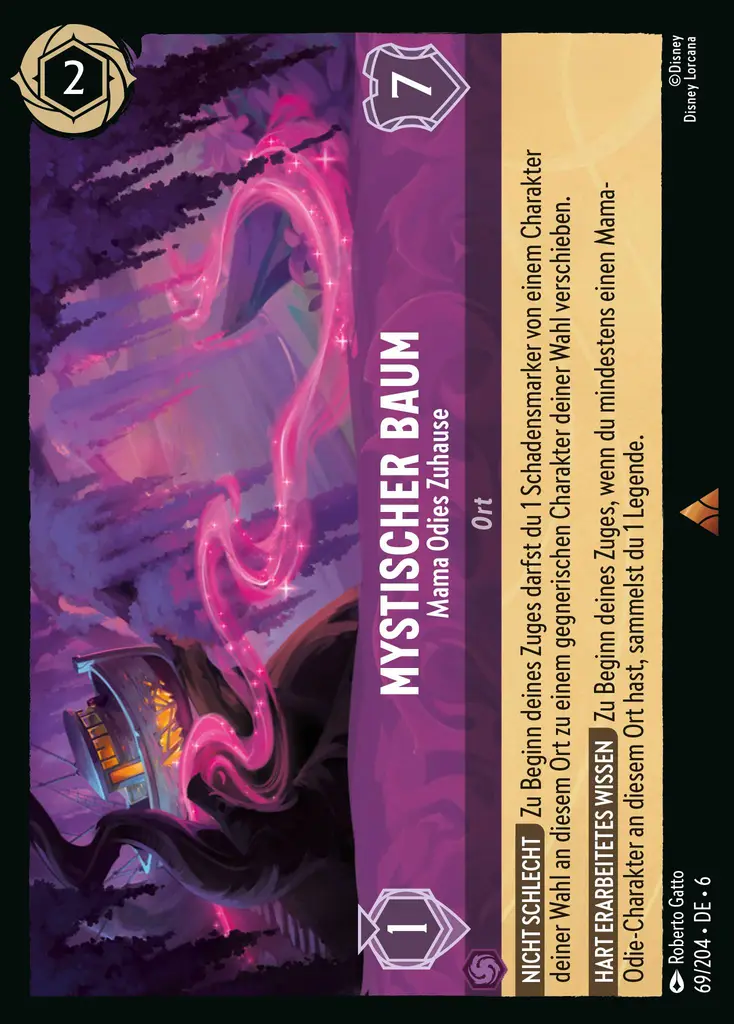 2
7
MYSTISCHER BAUM
Mama Odies Zuhause
1
Ort
NICHT SCHLECHT Zu Beginn deines Zuges darfst du 1 Schadensmarker von einem Charakter
deiner Wahl an diesem Ort zu einem gegnerischen Charakter deiner Wahl verschieben.
HART ERARBEITETES WISSEN Zu Beginn deines Zuges, wenn du mindestens einen Mama-
Odie-Charakter an diesem Ort hast, sammelst du 1 Legende.
Roberto Gatto
69/204 • DE • 6
©Disney
Disney Lorcana